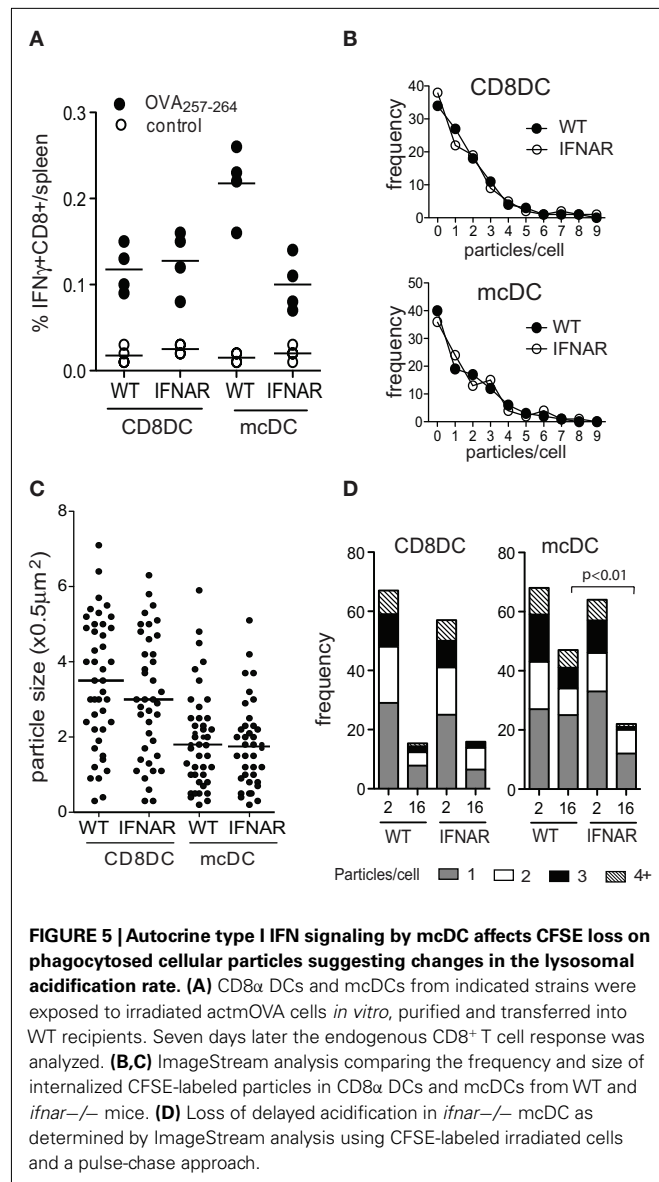 A
OVA257-264
control
0.3
0.2
0.1
0.0
% IFNγ+CD8+/spleen
WT IFNAR WT IFNAR
CD8DC mcDC
B
CD8DC
WT
IFNAR
40
30
20
10
0
frequency
0 1 2 3 4 5 6 7 8 9
particles/cell
mcDC
WT
IFNAR
50
40
30
20
10
0
frequency
0 1 2 3 4 5 6 7 8 9
particles/cell
C
8
6
4
2
0
particle size (x0.5μm²)
WT IFNAR WT IFNAR
CD8DC mcDC
D
CD8DC
80
60
40
20
0
frequency
2 16 2 16
WT IFNAR
mcDC
p<0.01
80
60
40
20
0
2 16 2 16
WT IFNAR
Particles/cell 1 2 3 4+
FIGURE 5 | Autocrine type I IFN signaling by mcDC affects CFSE loss on
phagocytosed cellular particles suggesting changes in the lysosomal
acidification rate. (A) CD8α DCs and mcDCs from indicated strains were
exposed to irradiated actmOVA cells in vitro, purified and transferred into
WT recipients. Seven days later the endogenous CD8⁺ T cell response was
analyzed. (B,C) ImageStream analysis comparing the frequency and size of
internalized CFSE-labeled particles in CD8α DCs and mcDCs from WT and
ifnar−/− mice. (D) Loss of delayed acidification in ifnar−/− mcDC as
determined by ImageStream analysis using CFSE-labeled irradiated cells
and a pulse-chase approach.